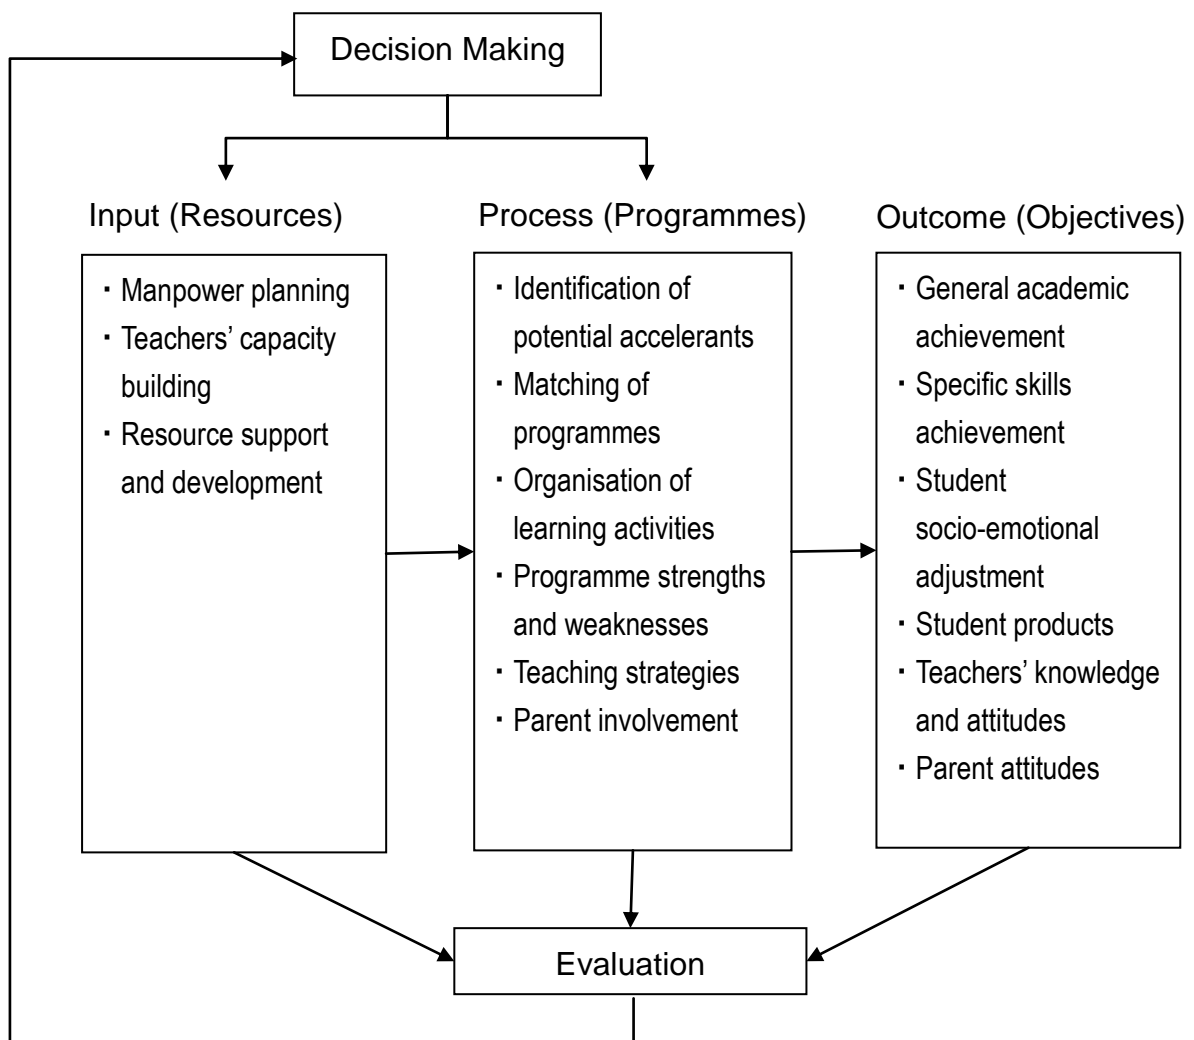 Decision Making
Input (Resources)
・Manpower planning
・Teachers’ capacity
building
・Resource support
and development
Process (Programmes)
・Identification of
potential accelerants
・Matching of
programmes
・Organisation of
learning activities
・Programme strengths
and weaknesses
・Teaching strategies
・Parent involvement
Outcome (Objectives)
・General academic
achievement
・Specific skills
achievement
・Student
socio-emotional
adjustment
・Student products
・Teachers’ knowledge
and attitudes
・Parent attitudes
Evaluation